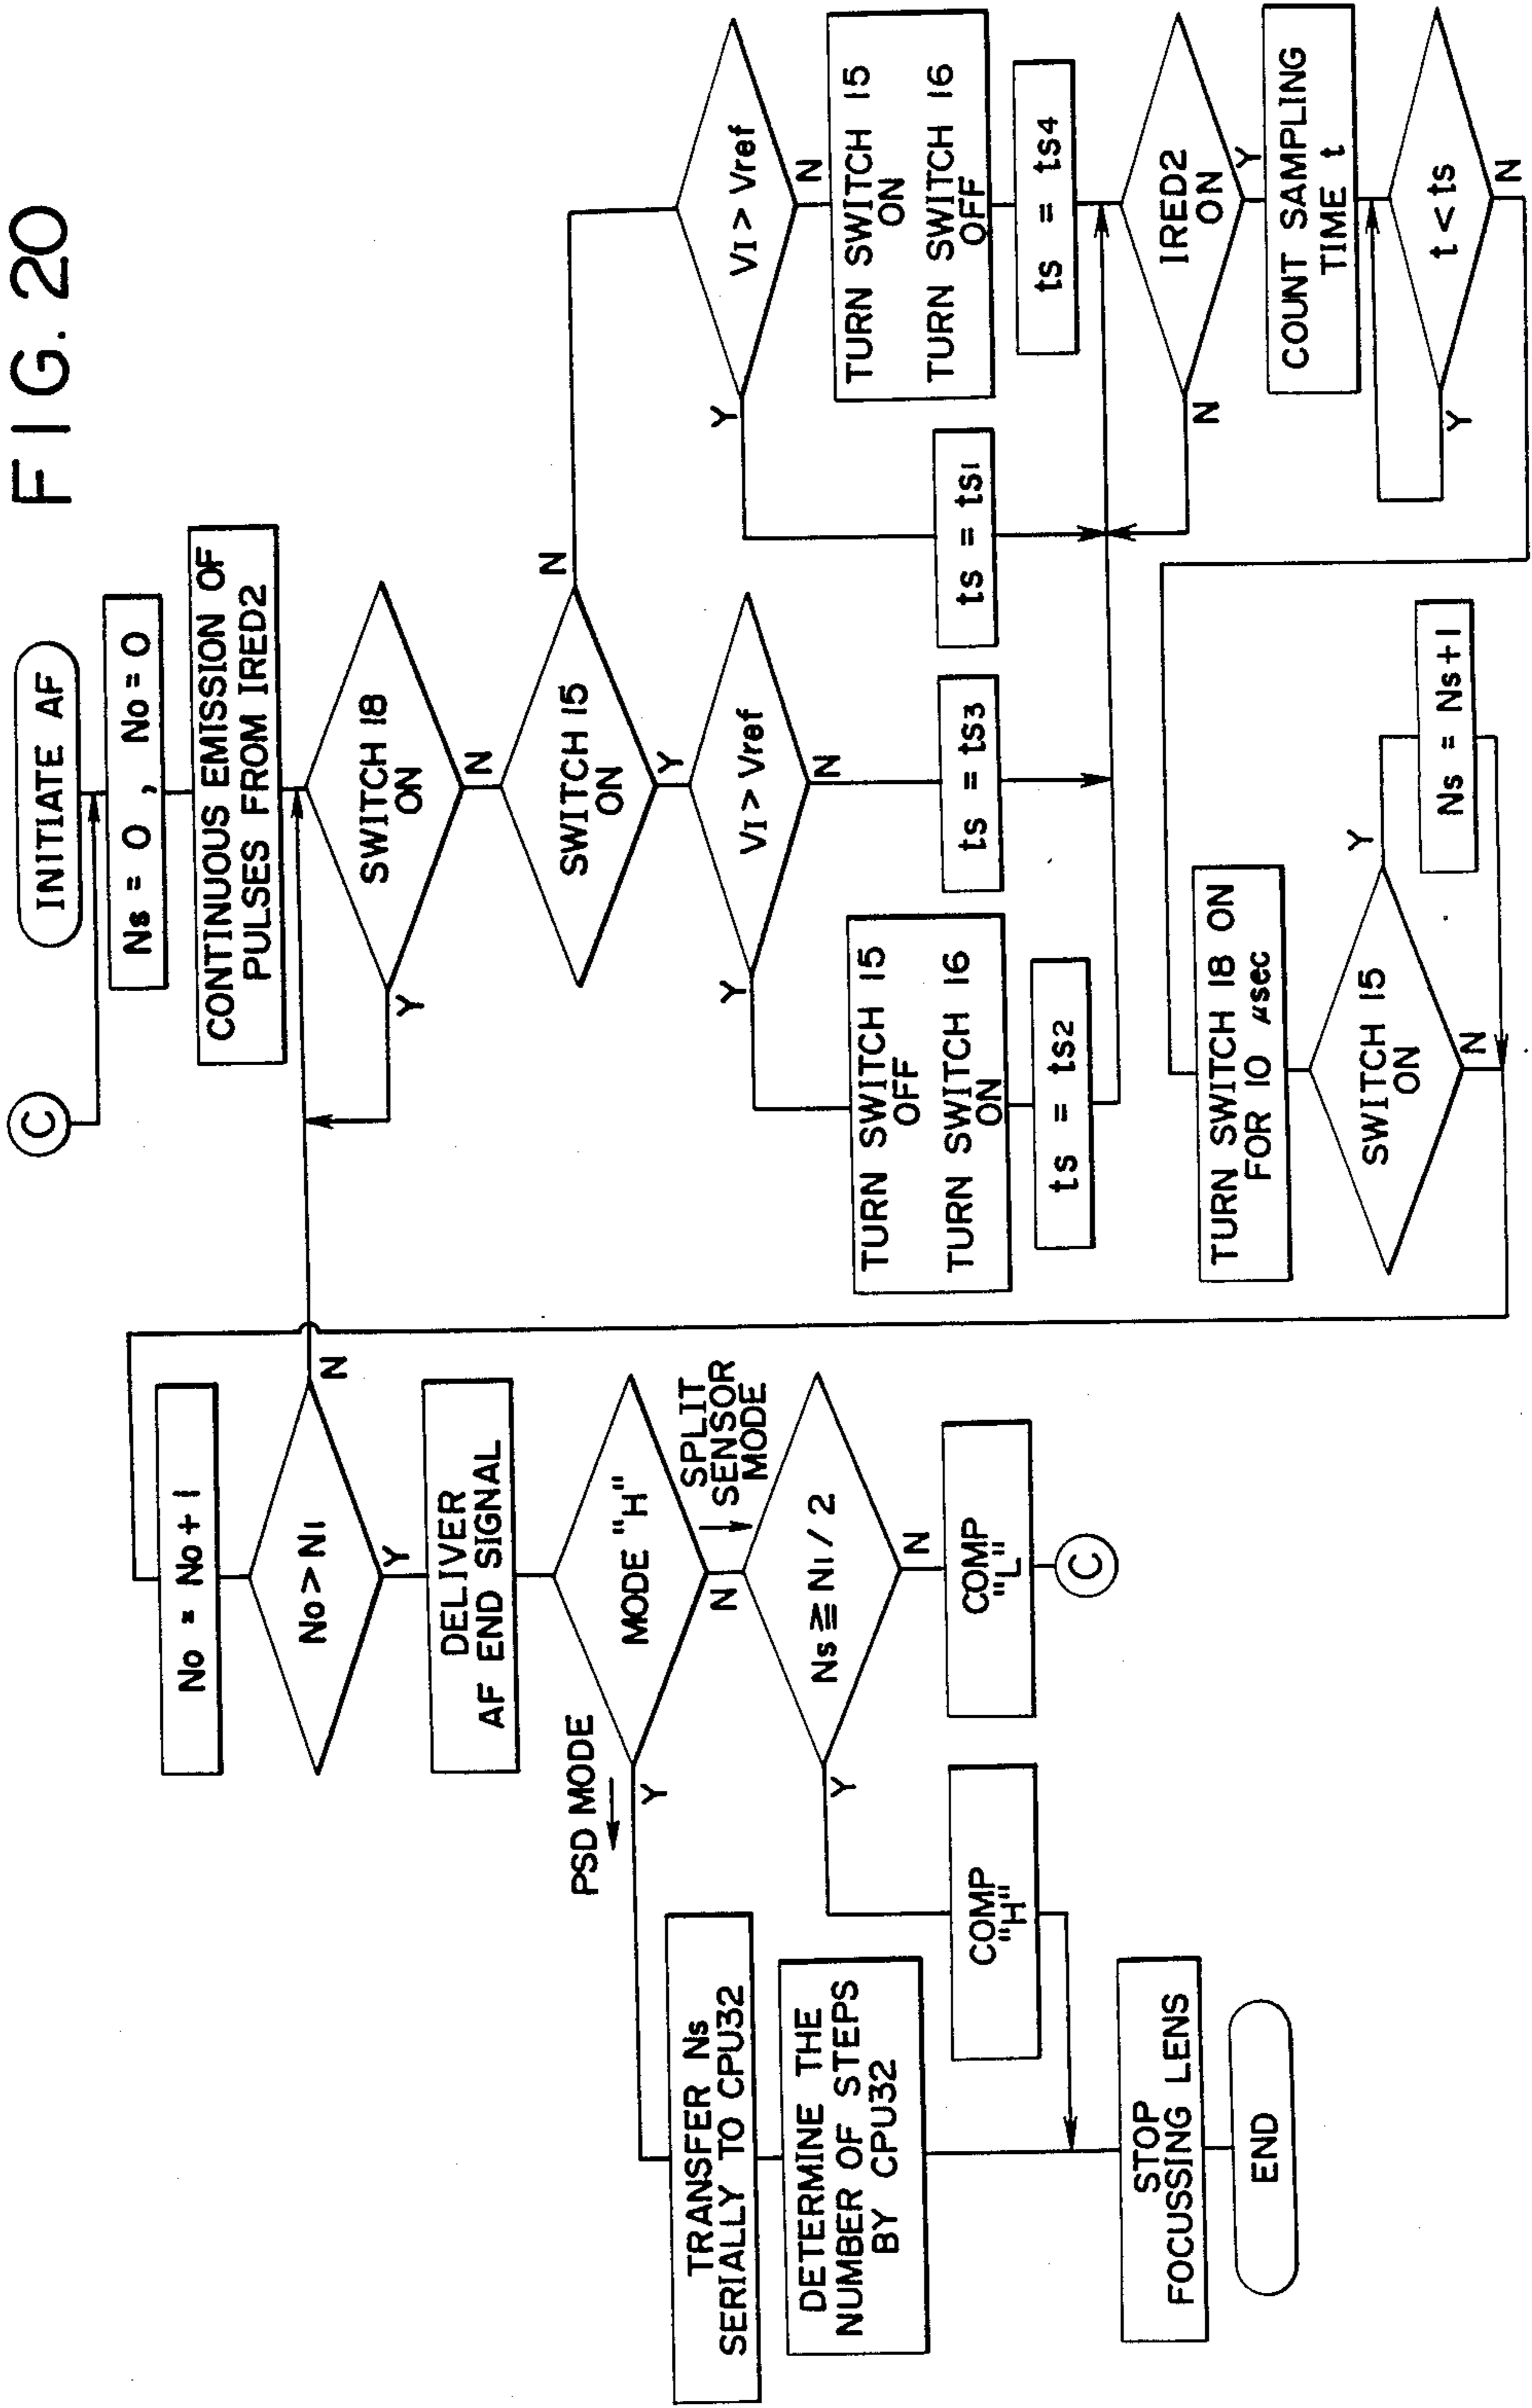 FIG. 20
INITIATE AF
C
Ns = 0 , No = 0
CONTINUOUS EMISSION OF
PULSES FROM IRED2
SWITCH 18
ON
Y
N
SWITCH 15
ON
N
Y
VI > Vref
Y
N
TURN SWITCH 15
OFF
TURN SWITCH 16
ON
ts = ts2
ts = ts3
VI > Vref
Y
N
ts = ts1
TURN SWITCH 15
ON
TURN SWITCH 16
OFF
ts = ts4
IRED2
ON
N
Y
COUNT SAMPLING
TIME t
t < ts
Y
N
TURN SWITCH 18 ON
FOR 10 μsec
SWITCH 15
ON
Y
N
Ns = Ns + 1
No = No + 1
No > N1
N
Y
DELIVER
AF END SIGNAL
MODE "H"
PSD MODE
Y
N
SPLIT
SENSOR
MODE
TRANSFER Ns
SERIALLY TO CPU32
DETERMINE THE
NUMBER OF STEPS
BY CPU32
Ns ≧ N1 / 2
Y
N
COMP
"H"
COMP
"L"
C
STOP
FOCUSSING LENS
END